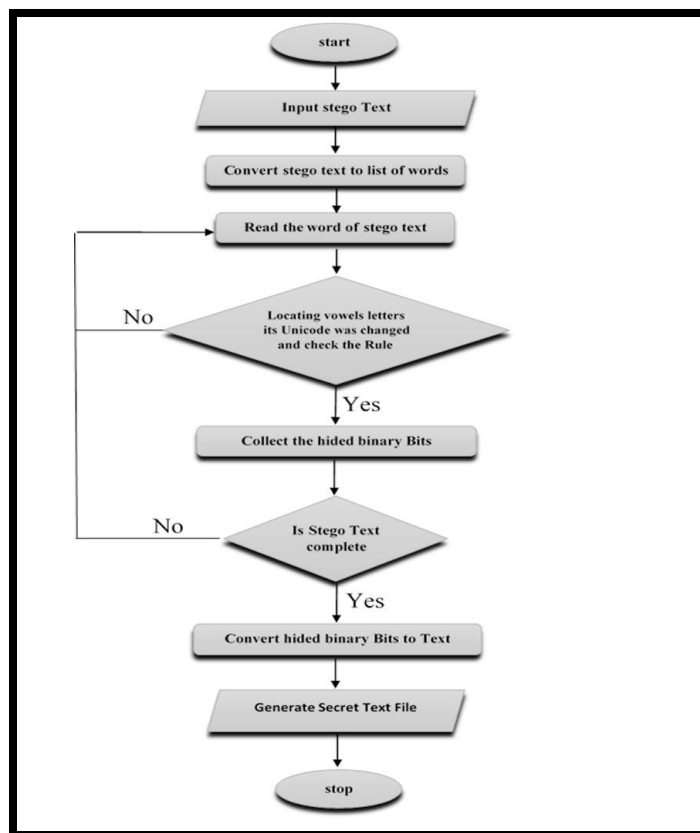 start
Input stego Text
Convert stego text to list of words
Read the word of stego text
Locating vowels letters
its Unicode was changed
and check the Rule
No
Yes
Collect the hided binary Bits
Is Stego Text
complete
No
Yes
Convert hided binary Bits to Text
Generate Secret Text File
stop